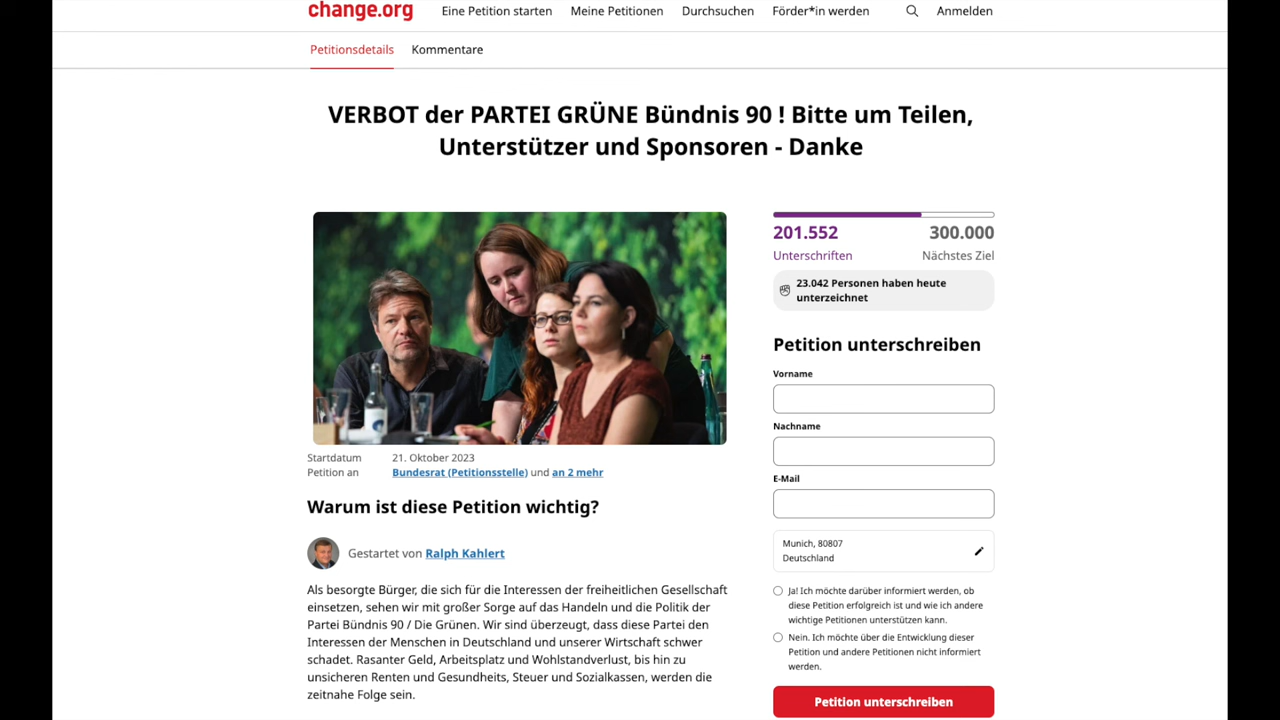 change.org
Eine Petition starten
Meine Petitionen
Durchsuchen
Förder*in werden
Anmelden
Petitionsdetails
Kommentare
VERBOT der PARTEI GRÜNE Bündnis 90 ! Bitte um Teilen,
Unterstützer und Sponsoren - Danke
Startdatum
21. Oktober 2023
Petition an
Bundesrat (Petitionsstelle) und an 2 mehr
Warum ist diese Petition wichtig?
Gestartet von Ralph Kahlert
Als besorgte Bürger, die sich für die Interessen der freiheitlichen Gesellschaft
einsetzen, sehen wir mit großer Sorge auf das Handeln und die Politik der
Partei Bündnis 90 / Die Grünen. Wir sind überzeugt, dass diese Partei den
Interessen der Menschen in Deutschland und unserer Wirtschaft schwer
schadet. Rasanter Geld, Arbeitsplatz und Wohlstandverlust, bis hin zu
unsicheren Renten und Gesundheits, Steuer und Sozialkassen, werden die
zeitnahe Folge sein.
201.552
300.000
Unterschriften
Nächstes Ziel
23.042 Personen haben heute
unterzeichnet
Petition unterschreiben
Vorname
Nachname
E-Mail
Munich, 80807
Deutschland
Ja! Ich möchte darüber informiert werden, ob
diese Petition erfolgreich ist und wie ich andere
wichtige Petitionen unterstützen kann.
Nein. Ich möchte über die Entwicklung dieser
Petition und andere Petitionen nicht informiert
werden.
Petition unterschreiben